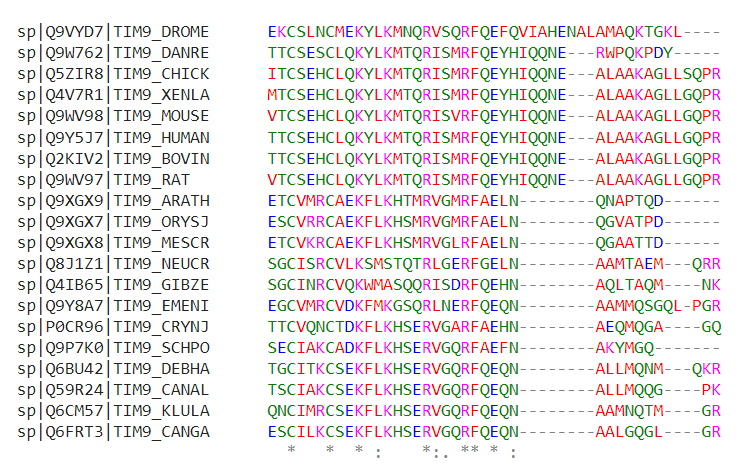 sp|Q9VYD7|TIM9_DROME EKCSLNCMEKYLKMNQRVSQRFQEFQVIAHENALAMAQKTGKL----
sp|Q9W762|TIM9_DANRE TTCSESCLQKYLKMTQRISMRFQEYHIQQNE---RWPQKPDY-----
sp|Q5ZIR8|TIM9_CHICK ITCSEHCLQKYLKMTQRISMRFQEYHIQQNE---ALAAKAGLLSQPR
sp|Q4V7R1|TIM9_XENLA MTCSEHCLQKYLKMTQRISVRFQEYHIQQNE---ALAAKAGLLGQPR
sp|Q9WV98|TIM9_MOUSE VTCSEHCLQKYLKMTQRISVRFQEYHIQQNE---ALAAKAGLLGQPR
sp|Q9Y5J7|TIM9_HUMAN TTCSEHCLQKYLKMTQRISMRFQEYHIQQNE---ALAAKAGLLGQPR
sp|Q2KIV2|TIM9_BOVIN TTCSEHCLQKYLKMTQRISMRFQEYHIQQNE---ALAAKAGLLGQPR
sp|Q9WV97|TIM9_RAT VTCSEHCLQKYLKMTQRISMRFQEYHIQQNE---ALAAKAGLLGQPR
sp|Q9XGX9|TIM9_ARATH ETCVMRCAEKFLKHTMRVGMRFAELN--------QNAPTQD------
sp|Q9XGX7|TIM9_ORYSJ ESCVRRCAEKFLKHSMRVGMRFAELN--------QGVATPD------
sp|Q9XGX8|TIM9_MESCR ETCVKRCAEKFLKHSMRVGLRFAELN--------QGAATTD------
sp|Q8J1Z1|TIM9_NEUCR SGCISRCVLKSMSTQTRLGERFGELN--------AAMTAEM---QRR
sp|Q4IB65|TIM9_GIBZE SGCINRCVQKWMASQQRISDRFQEHN--------AQLTAQM----NK
sp|Q9Y8A7|TIM9_EMENI EGCVMRCVDKFMKGSQRLNERFQEQN--------AAMMQSGQL-PGR
sp|P0CR96|TIM9_CRYNJ TTCVQNCTDKFLKHSERVGARFAEHN--------AEQMQGA----GQ
sp|Q9P7K0|TIM9_SCHPO SECIAKCADKFLKHSERVGQRFAEFN--------AKYMGQ-------
sp|Q6BU42|TIM9_DEBHA TGCITKCSEKFLKHSERVGQRFQEQN--------ALLMQNM---QKR
sp|Q59R24|TIM9_CANAL TSCIAKCSEKFLKHSERVGQRFQEQN--------ALLMQQG----PK
sp|Q6CM57|TIM9_KLULA QNCIMRCSEKFLKHSERVGQRFQEQN--------AAMNQTM----GR
sp|Q6FRT3|TIM9_CANGA ESCILKCSEKFLKHSERVGQRFQEQN--------AALGQGL----GR
* * * : *:. ** * :